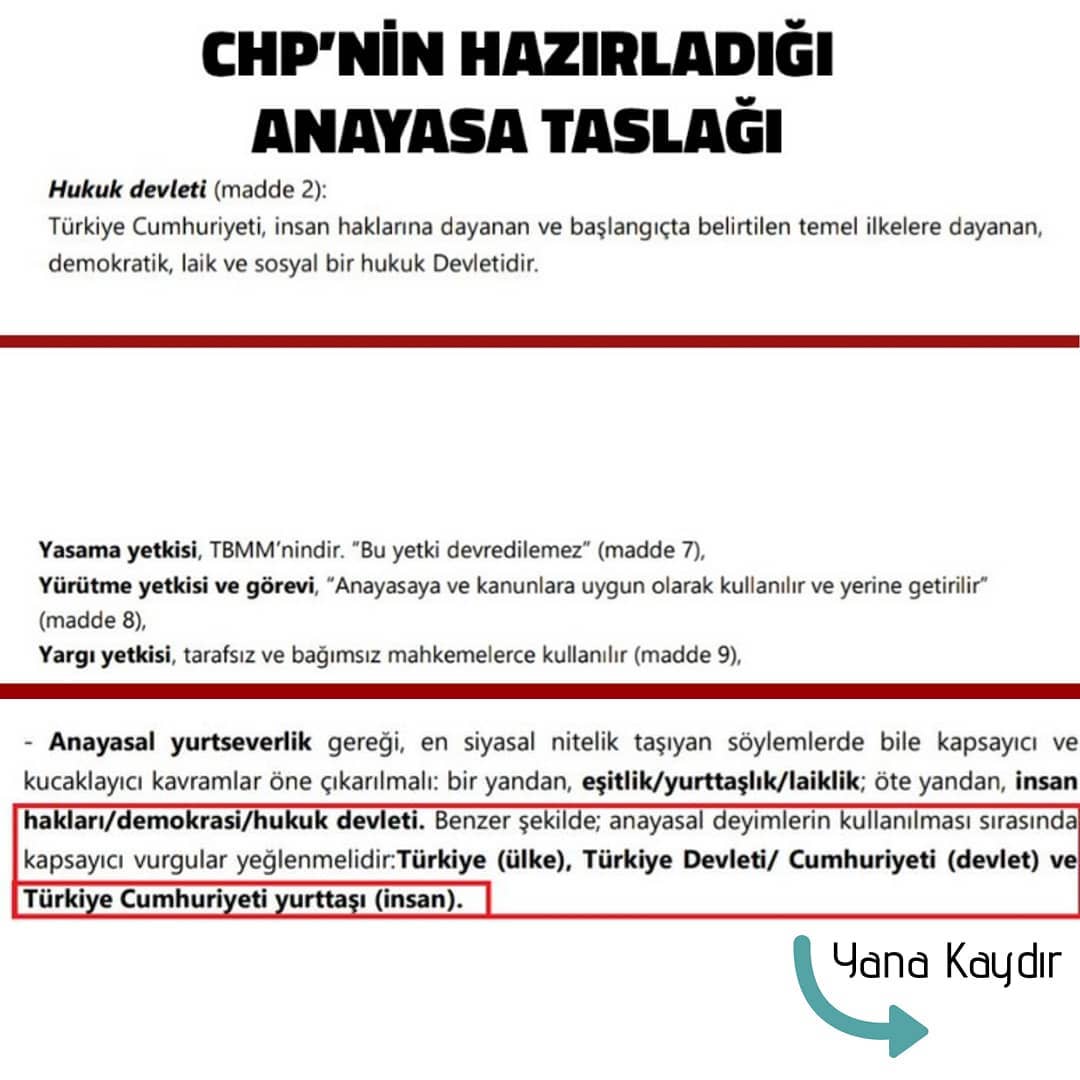 CHP'NİN HAZIRLADIĞI
ANAYASA TASLAĞI
Hukuk devleti (madde 2):
Türkiye Cumhuriyeti, insan haklarına dayanan ve başlangıçta belirtilen temel ilkelere dayanan,
demokratik, laik ve sosyal bir hukuk Devletidir.
Yasama yetkisi, TBMM'nindir. "Bu yetki devredilemez" (madde 7),
Yürütme yetkisi ve görevi, "Anayasaya ve kanunlara uygun olarak kullanılır ve yerine getirilir"
(madde 8),
Yargı yetkisi, tarafsız ve bağımsız mahkemelerce kullanılır (madde 9),
- Anayasal yurtseverlik gereği, en siyasal nitelik taşıyan söylemlerde bile kapsayıcı ve
kucaklayıcı kavramlar öne çıkarılmalı: bir yandan, eşitlik/yurttaşlık/laiklik; öte yandan, insan
hakları/demokrasi/hukuk devleti. Benzer şekilde; anayasal deyimlerin kullanılması sırasında
kapsayıcı vurgular yeğlenmelidir:Türkiye (ülke), Türkiye Devleti/ Cumhuriyeti (devlet) ve
Türkiye Cumhuriyeti yurttaşı (insan).
Yana Kaydır